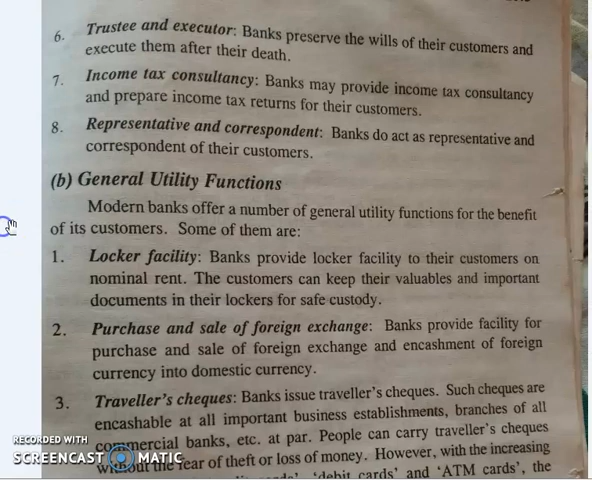 6. Trustee and executor: Banks preserve the wills of their customers and
execute them after their death.
7. Income tax consultancy: Banks may provide income tax consultancy
and prepare income tax returns for their customers.
8. Representative and correspondent: Banks do act as representative and
correspondent of their customers.
(b) General Utility Functions
Modern banks offer a number of general utility functions for the benefit
of its customers. Some of them are:
1. Locker facility: Banks provide locker facility to their customers on
nominal rent. The customers can keep their valuables and important
documents in their lockers for safe custody.
2. Purchase and sale of foreign exchange: Banks provide facility for
purchase and sale of foreign exchange and encashment of foreign
currency into domestic currency.
3. Traveller's cheques: Banks issue traveller's cheques. Such cheques are
encashable at all important business establishments, branches of all
commercial banks, etc. at par. People can carry traveller's cheques
without the fear of theft or loss of money. However, with the increasing
'debit cards' and 'ATM cards', the
RECORDED WITH
SCREENCAST MATIC